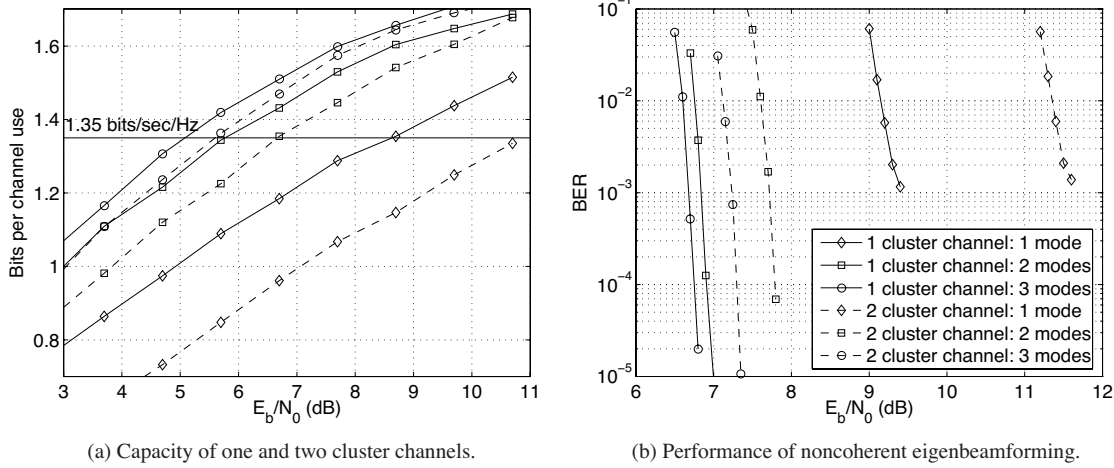 1.6
1.4
1.2
1
0.8
Bits per channel use
1.35 bits/sec/Hz
3 4 5 6 7 8 9 10 11
E_b/N_0 (dB)
(a) Capacity of one and two cluster channels.
10^-1
10^-2
10^-3
10^-4
10^-5
BER
1 cluster channel: 1 mode
1 cluster channel: 2 modes
1 cluster channel: 3 modes
2 cluster channel: 1 mode
2 cluster channel: 2 modes
2 cluster channel: 3 modes
6 7 8 9 10 11 12
E_b/N_0 (dB)
(b) Performance of noncoherent eigenbeamforming.